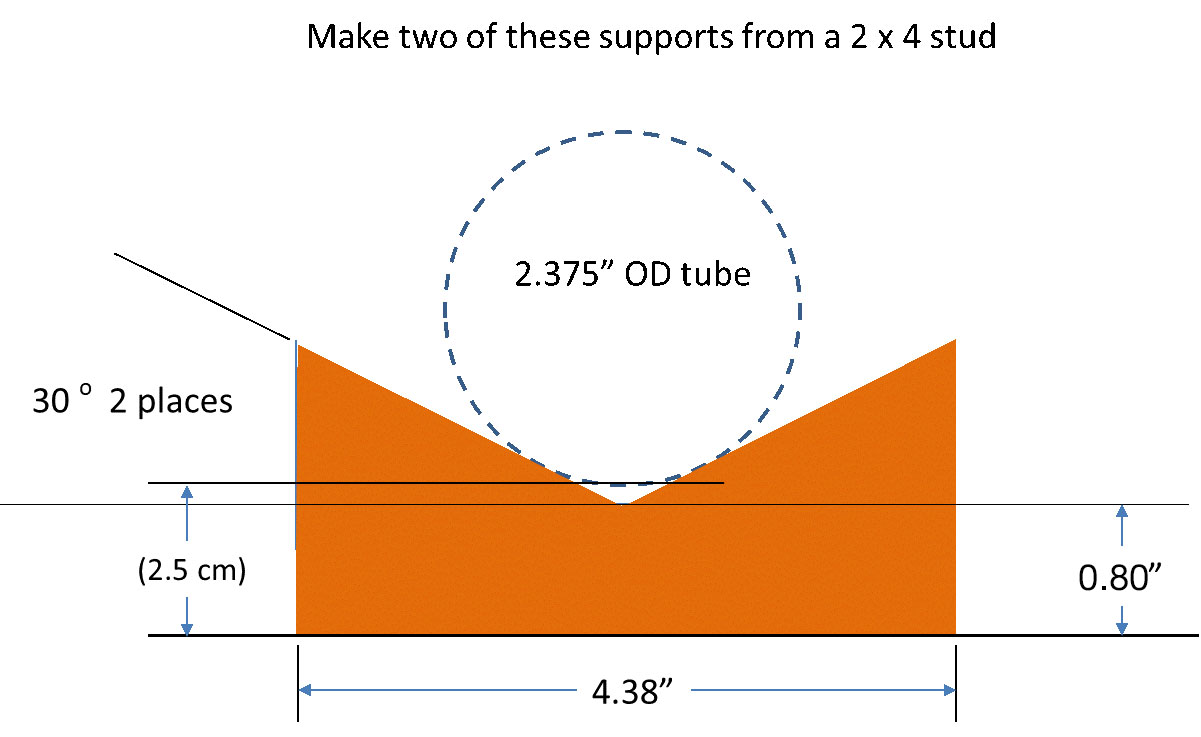 Make two of these supports from a 2 x 4 stud
2.375” OD tube
30 o 2 places
(2.5 cm)
0.80”
4.38”